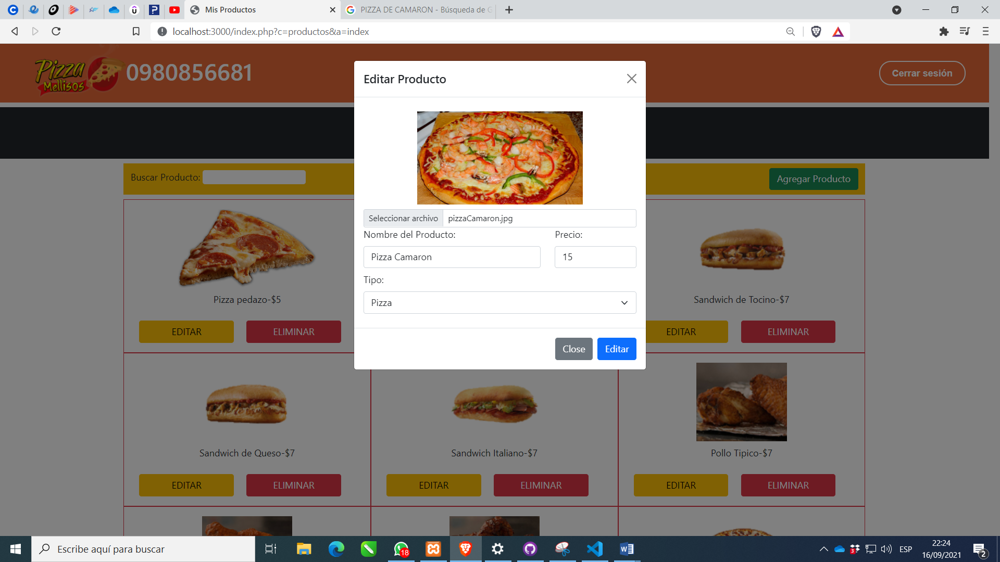 Mis Productos
PIZZA DE CAMARON - Búsqueda de G
localhost:3000/index.php?c=productos&a=index
Pizza
Mellisos
0980856681
Cerrar sesión
Editar Producto
Buscar Producto:
Agregar Producto
Seleccionar archivo pizzaCamaron.jpg
Nombre del Producto: Precio:
Pizza Camaron 15
Tipo:
Pizza
Close Editar
Pizza pedazo-$5
Sandwich de Tocino-$7
EDITAR ELIMINAR
EDITAR ELIMINAR
Sandwich de Queso-$7
Sandwich Italiano-$7
Pollo Tipico-$7
EDITAR ELIMINAR
EDITAR ELIMINAR
EDITAR ELIMINAR
Escribe aquí para buscar
18
3
ESP
22:24
16/09/2021
2